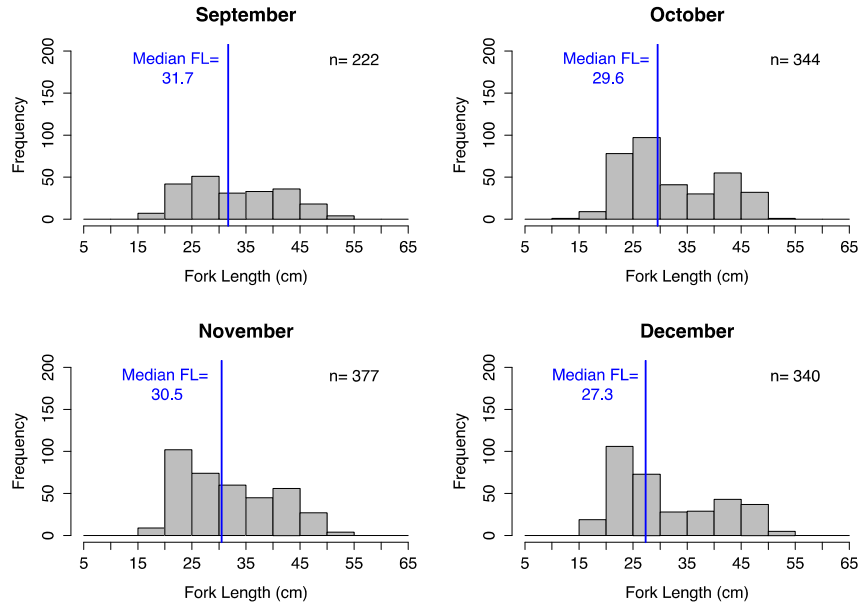 September
Median FL=
31.7
n= 222
Frequency
0 50 100 150 200
5 15 25 35 45 55 65
Fork Length (cm)
October
Median FL=
29.6
n= 344
Frequency
0 50 100 150 200
5 15 25 35 45 55 65
Fork Length (cm)
November
Median FL=
30.5
n= 377
Frequency
0 50 100 150 200
5 15 25 35 45 55 65
Fork Length (cm)
December
Median FL=
27.3
n= 340
Frequency
0 50 100 150 200
5 15 25 35 45 55 65
Fork Length (cm)